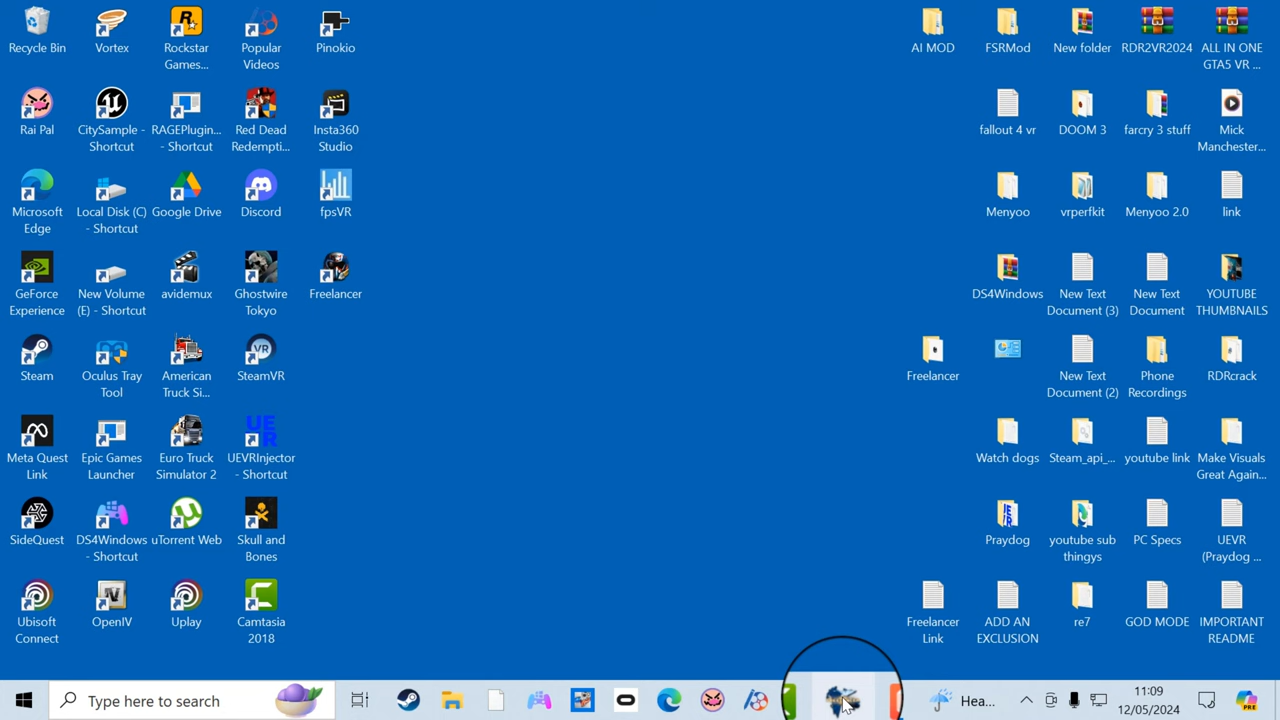 Recycle Bin
Vortex
Rockstar
Games...
Popular
Videos
Pinokio
AI MOD
FSRMod
New folder
RDR2VR2024
ALL IN ONE
GTA5 VR ...
Rai Pal
CitySample -
Shortcut
RAGEPlugin...
- Shortcut
Red Dead
Redempti...
Insta360
Studio
fallout 4 vr
DOOM 3
farcry 3 stuff
Mick
Manchester...
Microsoft
Edge
Local Disk (C)
- Shortcut
Google Drive
Discord
fpsVR
Menyoo
vrperfkit
Menyoo 2.0
link
GeForce
Experience
New Volume
(E) - Shortcut
avidemux
Ghostwire
Tokyo
Freelancer
DS4Windows
New Text
Document (3)
New Text
Document
YOUTUBE
THUMBNAILS
Steam
Oculus Tray
Tool
American
Truck Si...
VR
SteamVR
Freelancer
New Text
Document (2)
Phone
Recordings
RDRcrack
Meta Quest
Link
Epic Games
Launcher
Euro Truck
Simulator 2
UEVR
UEVRInjector
- Shortcut
Watch dogs
Steam_api_...
youtube link
Make Visuals
Great Again...
SideQuest
DS4Windows
- Shortcut
uTorrent Web
Skull and
Bones
Praydog
youtube sub
thingys
PC Specs
UEVR
(Praydog ...
Ubisoft
Connect
OpenIV
Uplay
Camtasia
2018
Freelancer
Link
ADD AN
EXCLUSION
re7
GOD MODE
IMPORTANT
README
Type here to search
Hea...
11:09
12/05/2024
PRE